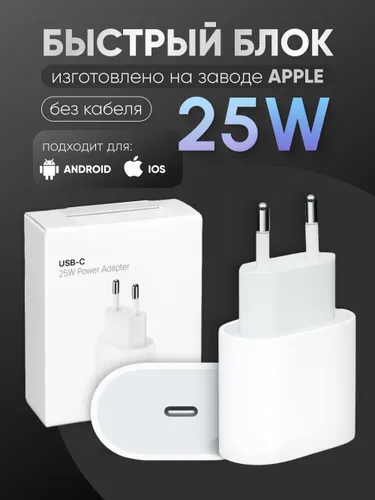 БЫСТРЫЙ БЛОК
изготовлено на заводе APPLE
без кабеля
25W
подходит для:
ANDROID
IOS
USB-C
25W Power Adapter